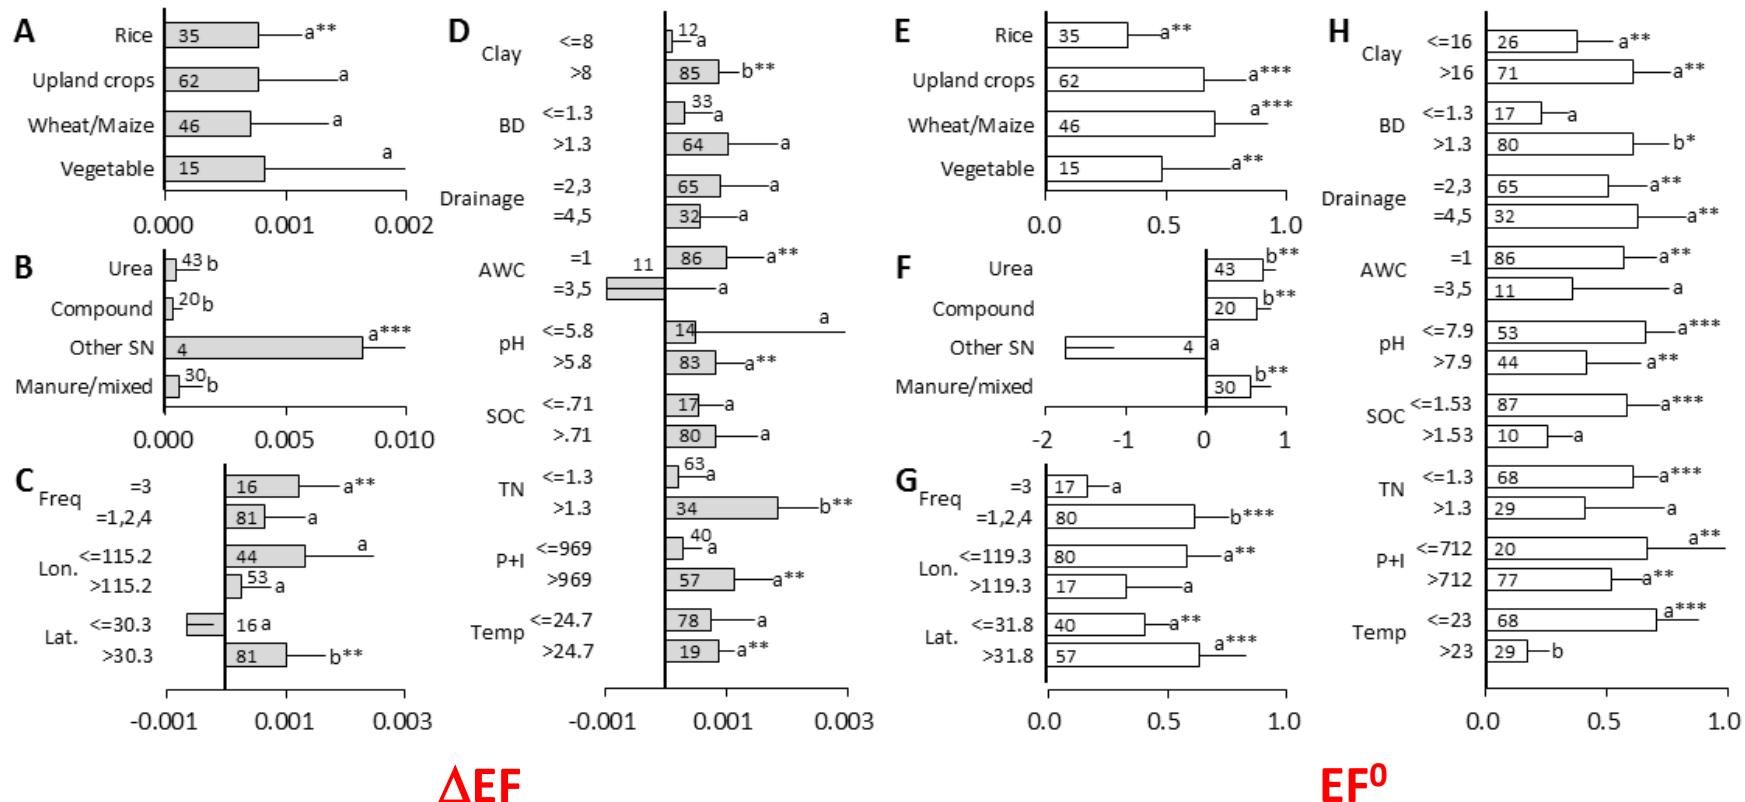 A
Rice 35 a**
Upland crops 62 a
Wheat/Maize 46 a
Vegetable 15 a
0.000 0.001 0.002
B
Urea 43 b
Compound 20 b
Other SN 4 a***
Manure/mixed 30 b
0.000 0.005 0.010
C
Freq
=3 16 a**
=1,2,4 81 a
Lon.
<=115.2 44 a
>115.2 53 a
Lat.
<=30.3 16 a
>30.3 81 b**
-0.001 0.001 0.003
D
Clay
<=8 12 a
>8 85 b**
BD
<=1.3 33 a
>1.3 64 a
Drainage
=2,3 65 a
=4,5 32 a
AWC
=1 86 a**
=3,5 11 a
pH
<=5.8 14 a
>5.8 83 a**
SOC
<=.71 17 a
>.71 80 a
TN
<=1.3 63 a
>1.3 34 b**
P+I
<=969 40 a
>969 57 a**
Temp
<=24.7 78 a
>24.7 19 a**
-0.001 0.001 0.003
ΔEF
E
Rice 35 a**
Upland crops 62 a***
Wheat/Maize 46 a***
Vegetable 15 a**
0.0 0.5 1.0
F
Urea 43 b**
Compound 20 b**
Other SN 4 a
Manure/mixed 30 b**
-2 -1 0 1
G
Freq
=3 17 a
=1,2,4 80 b***
Lon.
<=119.3 80 a**
>119.3 17 a
Lat.
<=31.8 40 a**
>31.8 57 a***
0.0 0.5 1.0
H
Clay
<=16 26 a**
>16 71 a**
BD
<=1.3 17 a
>1.3 80 b*
Drainage
=2,3 65 a**
=4,5 32 a**
AWC
=1 86 a**
=3,5 11 a
pH
<=7.9 53 a***
>7.9 44 a**
SOC
<=1.53 87 a***
>1.53 10 a
TN
<=1.3 68 a***
>1.3 29 a
P+I
<=712 20 a**
>712 77 a**
Temp
<=23 68 a***
>23 29 b
0.0 0.5 1.0
EF⁰